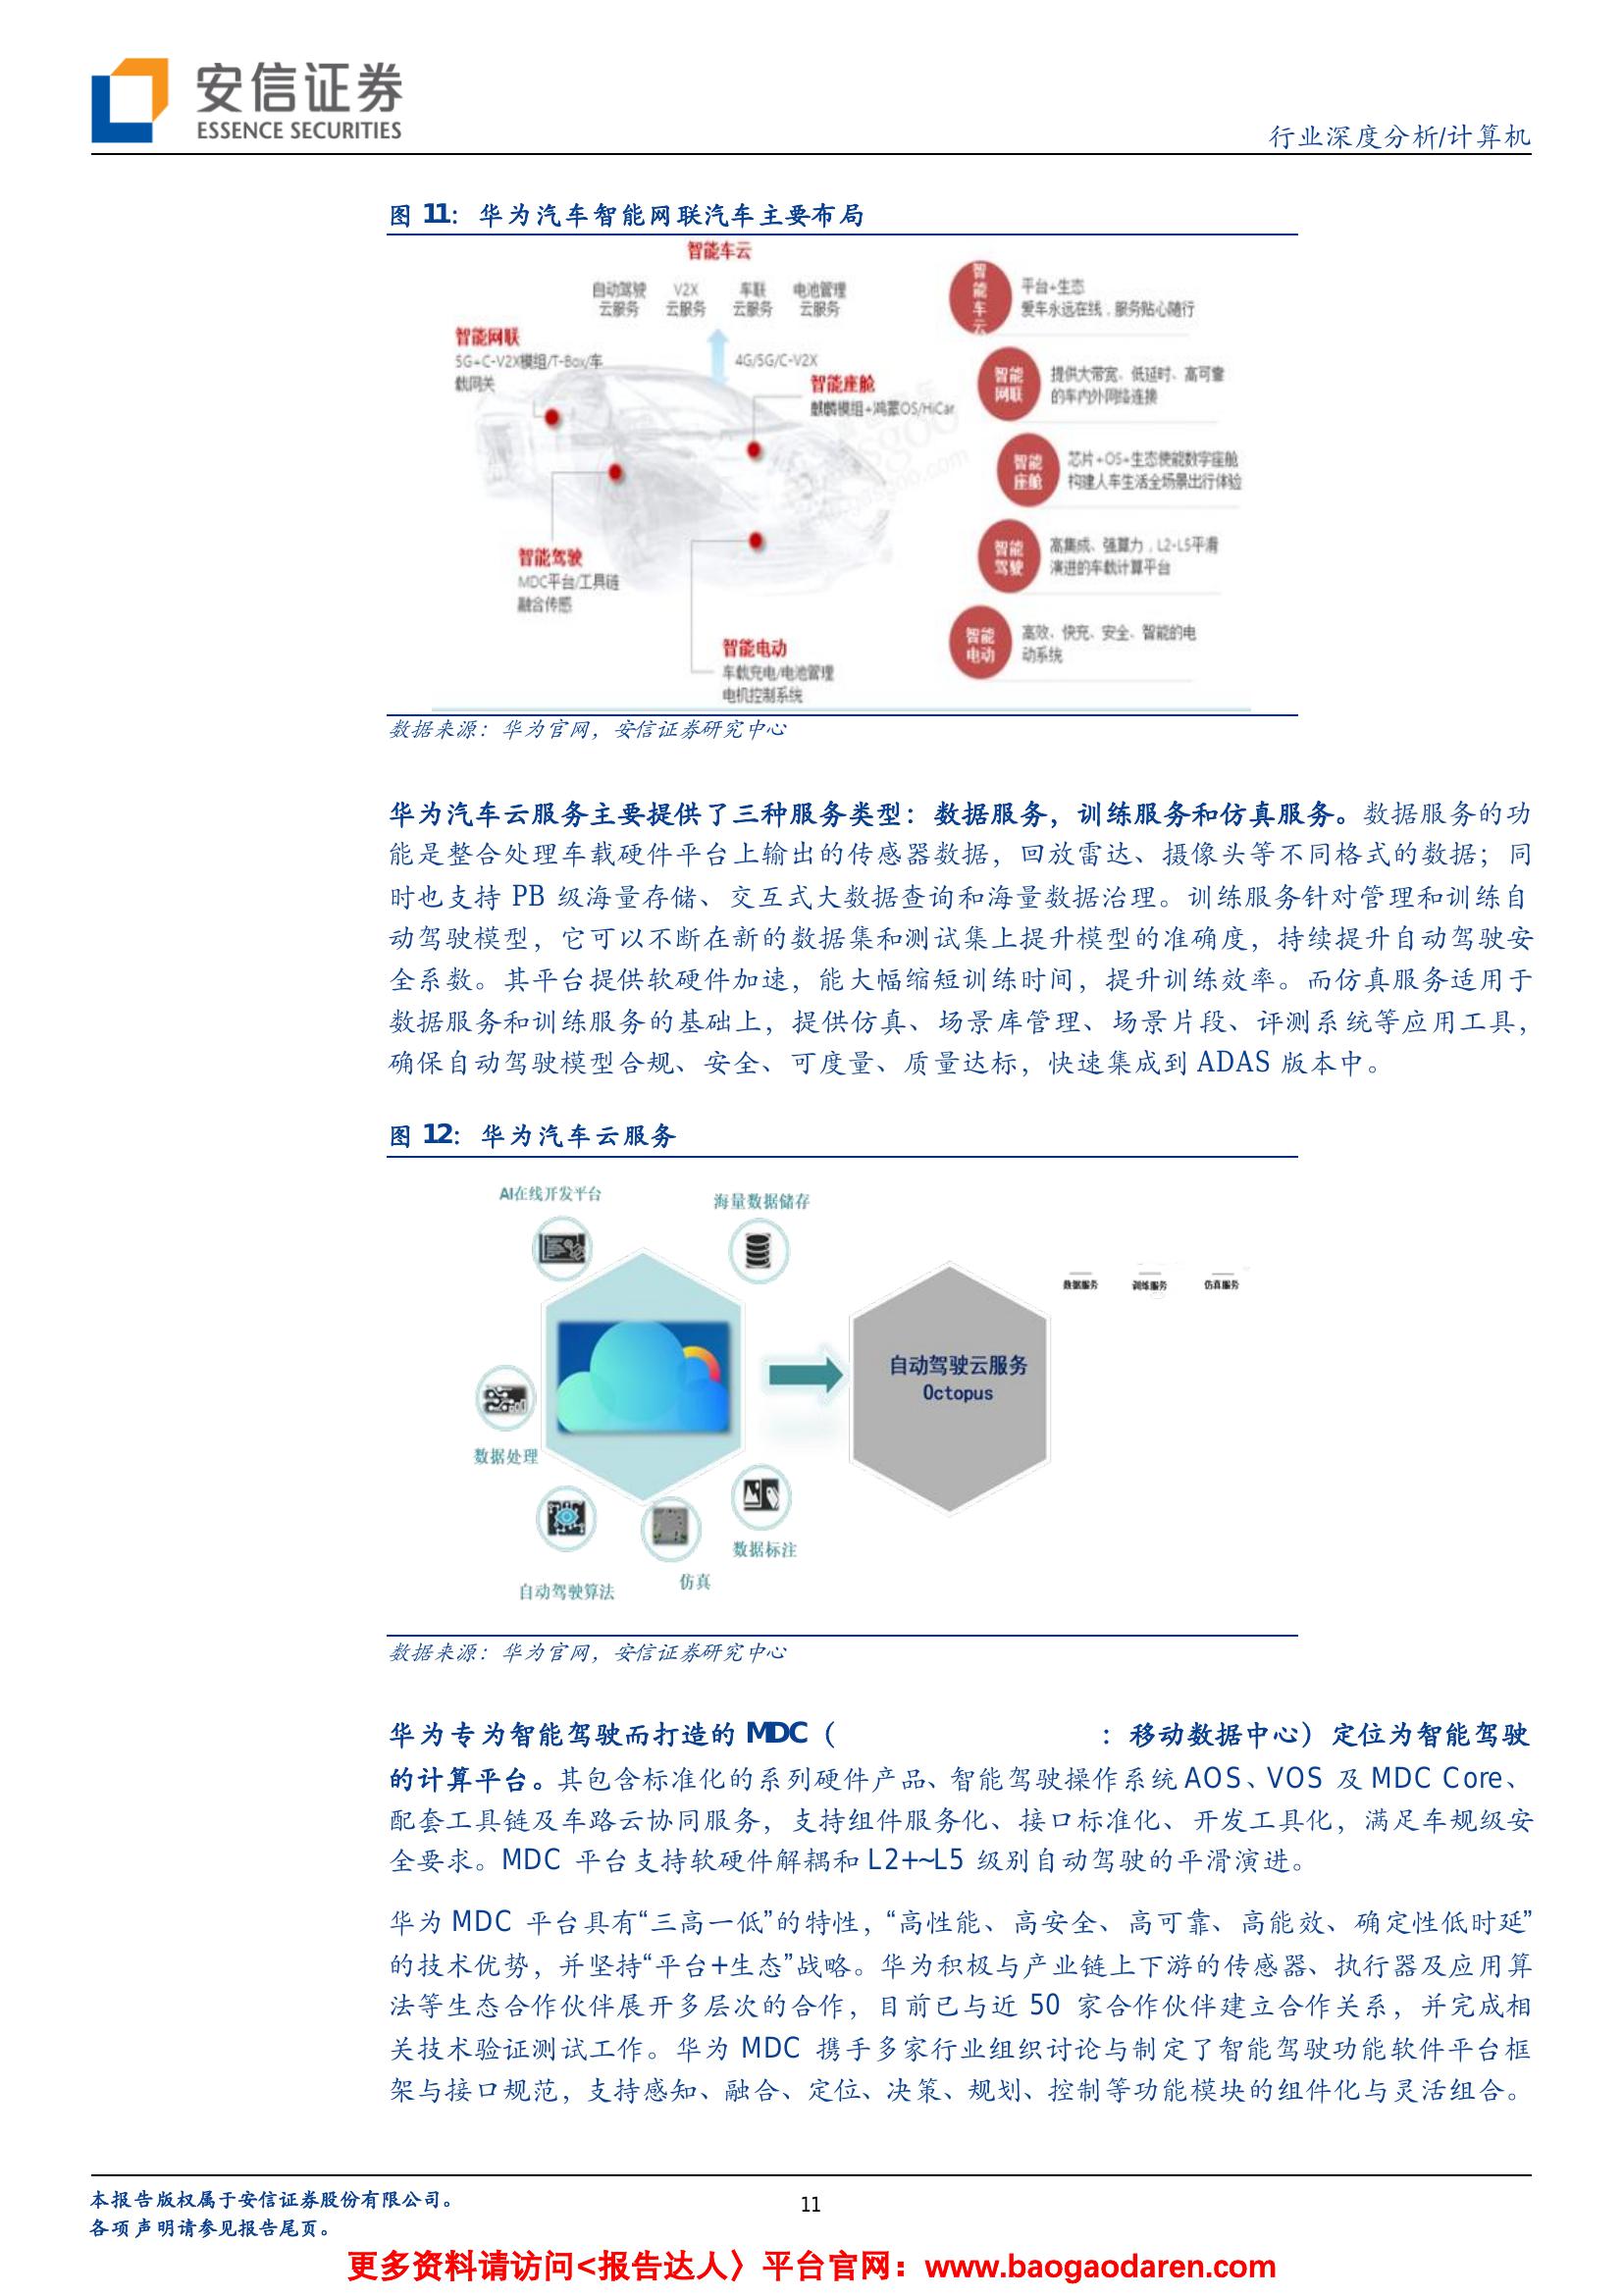 安信证券
ESSENCE SECURITIES
行业深度分析/计算机
图 11：华为汽车智能网联汽车主要布局
智能车云
自动驾驶
云服务
V2X
云服务
车联
云服务
电池管理
云服务
智能网联
5G+C-V2X模组/T-Box/车
载网关
4G/5G/C-V2X
智能座舱
麒麟模组+鸿蒙OS/HiCar
智能驾驶
MDC平台/工具链
融合传感
智能电动
车载充电/电池管理
电机控制系统
智能车云
平台+生态
爱车永远在线，服务贴心随行
智能
网联
提供大带宽、低延时、高可靠
的车内外网络连接
智能
座舱
芯片+OS+生态使能数字座舱
构建人车生活全场景出行体验
智能
驾驶
高集成、强算力，L2-L5平滑
演进的车载计算平台
智能
电动
高效、快充、安全、智能的电
动系统
数据来源：华为官网，安信证券研究中心
华为汽车云服务主要提供了三种服务类型：数据服务，训练服务和仿真服务。数据服务的功
能是整合处理车载硬件平台上输出的传感器数据，回放雷达、摄像头等不同格式的数据；同
时也支持 PB 级海量存储、交互式大数据查询和海量数据治理。训练服务针对管理和训练自
动驾驶模型，它可以不断在新的数据集和测试集上提升模型的准确度，持续提升自动驾驶安
全系数。其平台提供软硬件加速，能大幅缩短训练时间，提升训练效率。而仿真服务适用于
数据服务和训练服务的基础上，提供仿真、场景库管理、场景片段、评测系统等应用工具，
确保自动驾驶模型合规、安全、可度量、质量达标，快速集成到 ADAS 版本中。
图 12：华为汽车云服务
AI在线开发平台
海量数据储存
数据处理
自动驾驶算法
仿真
数据标注
自动驾驶云服务
Octopus
数据服务
训练服务
仿真服务
数据来源：华为官网，安信证券研究中心
华为专为智能驾驶而打造的 MDC（ ：移动数据中心）定位为智能驾驶
的计算平台。其包含标准化的系列硬件产品、智能驾驶操作系统 AOS、VOS 及 MDC Core、
配套工具链及车路云协同服务，支持组件服务化、接口标准化、开发工具化，满足车规级安
全要求。MDC 平台支持软硬件解耦和 L2+~L5 级别自动驾驶的平滑演进。
华为 MDC 平台具有“三高一低”的特性，“高性能、高安全、高可靠、高能效、确定性低时延”
的技术优势，并坚持“平台+生态”战略。华为积极与产业链上下游的传感器、执行器及应用算
法等生态合作伙伴展开多层次的合作，目前已与近 50 家合作伙伴建立合作关系，并完成相
关技术验证测试工作。华为 MDC 携手多家行业组织讨论与制定了智能驾驶功能软件平台框
架与接口规范，支持感知、融合、定位、决策、规划、控制等功能模块的组件化与灵活组合。
本报告版权属于安信证券股份有限公司。
各项声明请参见报告尾页。
11
更多资料请访问<报告达人〉平台官网：www.baogaodaren.com